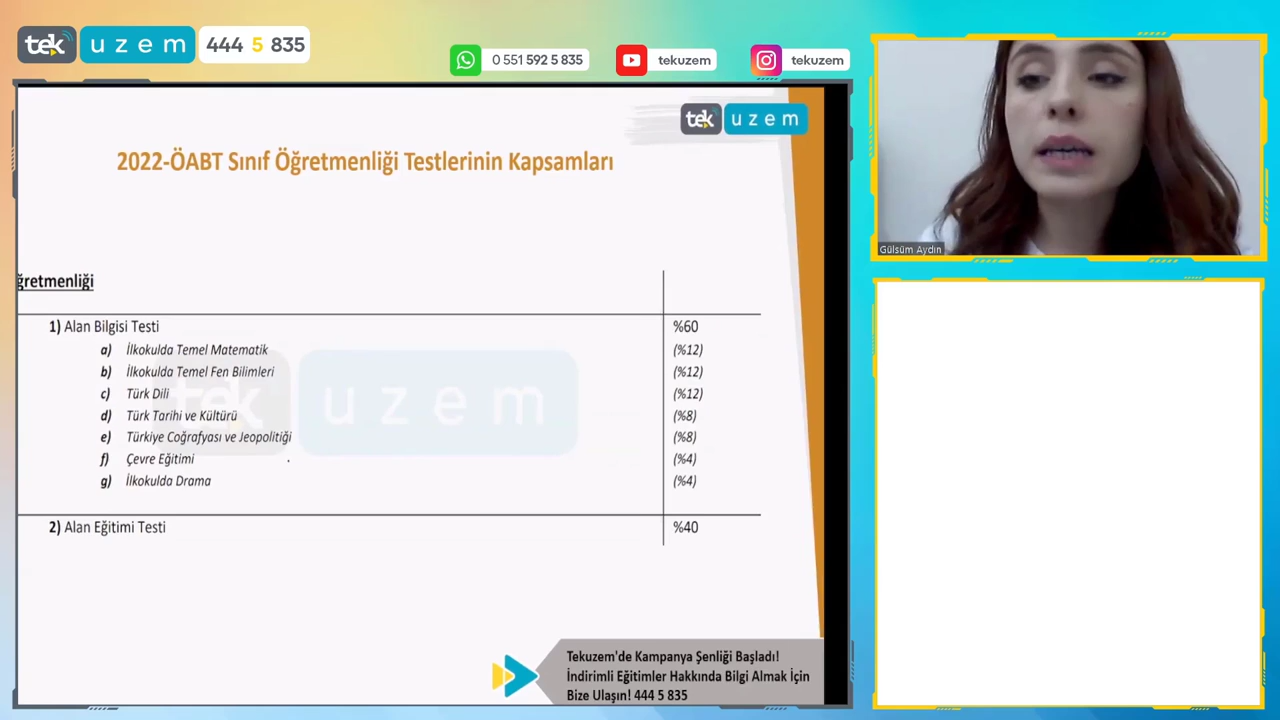 tek uzem 444 5 835
0 551 592 5 835
tekuzem
tekuzem
tek uzem
2022-ÖABT Sınıf Öğretmenliği Testlerinin Kapsamları
ğretmenliği
1) Alan Bilgisi Testi %60
a) İlkokulda Temel Matematik (%12)
b) İlkokulda Temel Fen Bilimleri (%12)
c) Türk Dili (%12)
d) Türk Tarihi ve Kültürü (%8)
e) Türkiye Coğrafyası ve Jeopolitiği (%8)
f) Çevre Eğitimi (%4)
g) İlkokulda Drama (%4)
2) Alan Eğitimi Testi %40
tek uzem
Tekuzem'de Kampanya Şenliği Başladı!
İndirimli Eğitimler Hakkında Bilgi Almak İçin
Bize Ulaşın! 444 5 835
Gülsüm Aydın